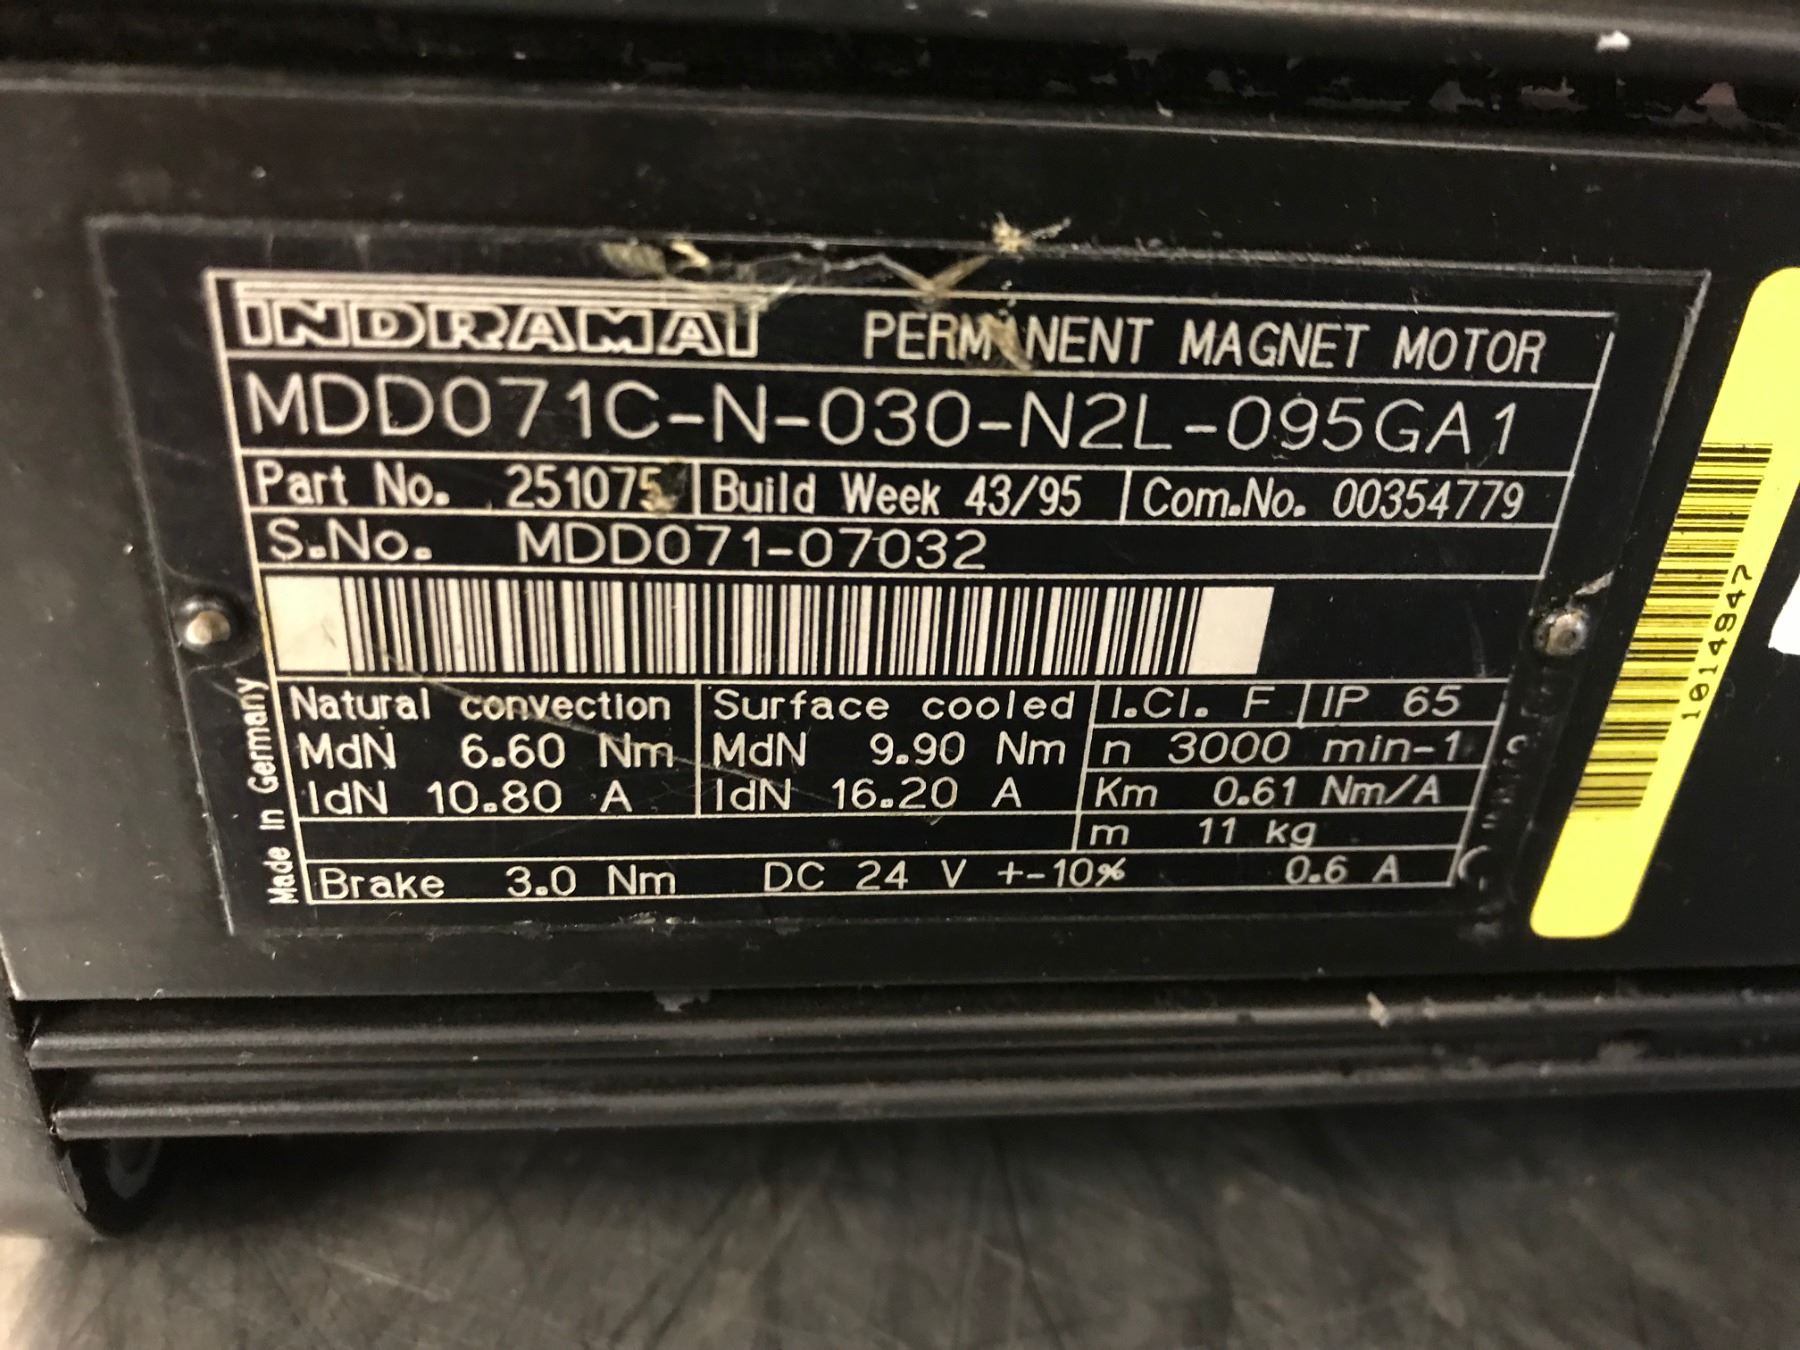 INDRAMAT PERMANENT MAGNET MOTOR
MDD071C-N-030-N2L-095GA1
Part No. 251075 Build Week 43/95 Com.No. 00354779
S.No. MDD071-07032
Natural convection Surface cooled I.Cl. F IP 65
MdN 6.60 Nm MdN 9.90 Nm n 3000 min-1
IdN 10.80 A IdN 16.20 A Km 0.61 Nm/A
m 11 kg
Brake 3.0 Nm DC 24 V +-10% 0.6 A
Made In Germany
1014947